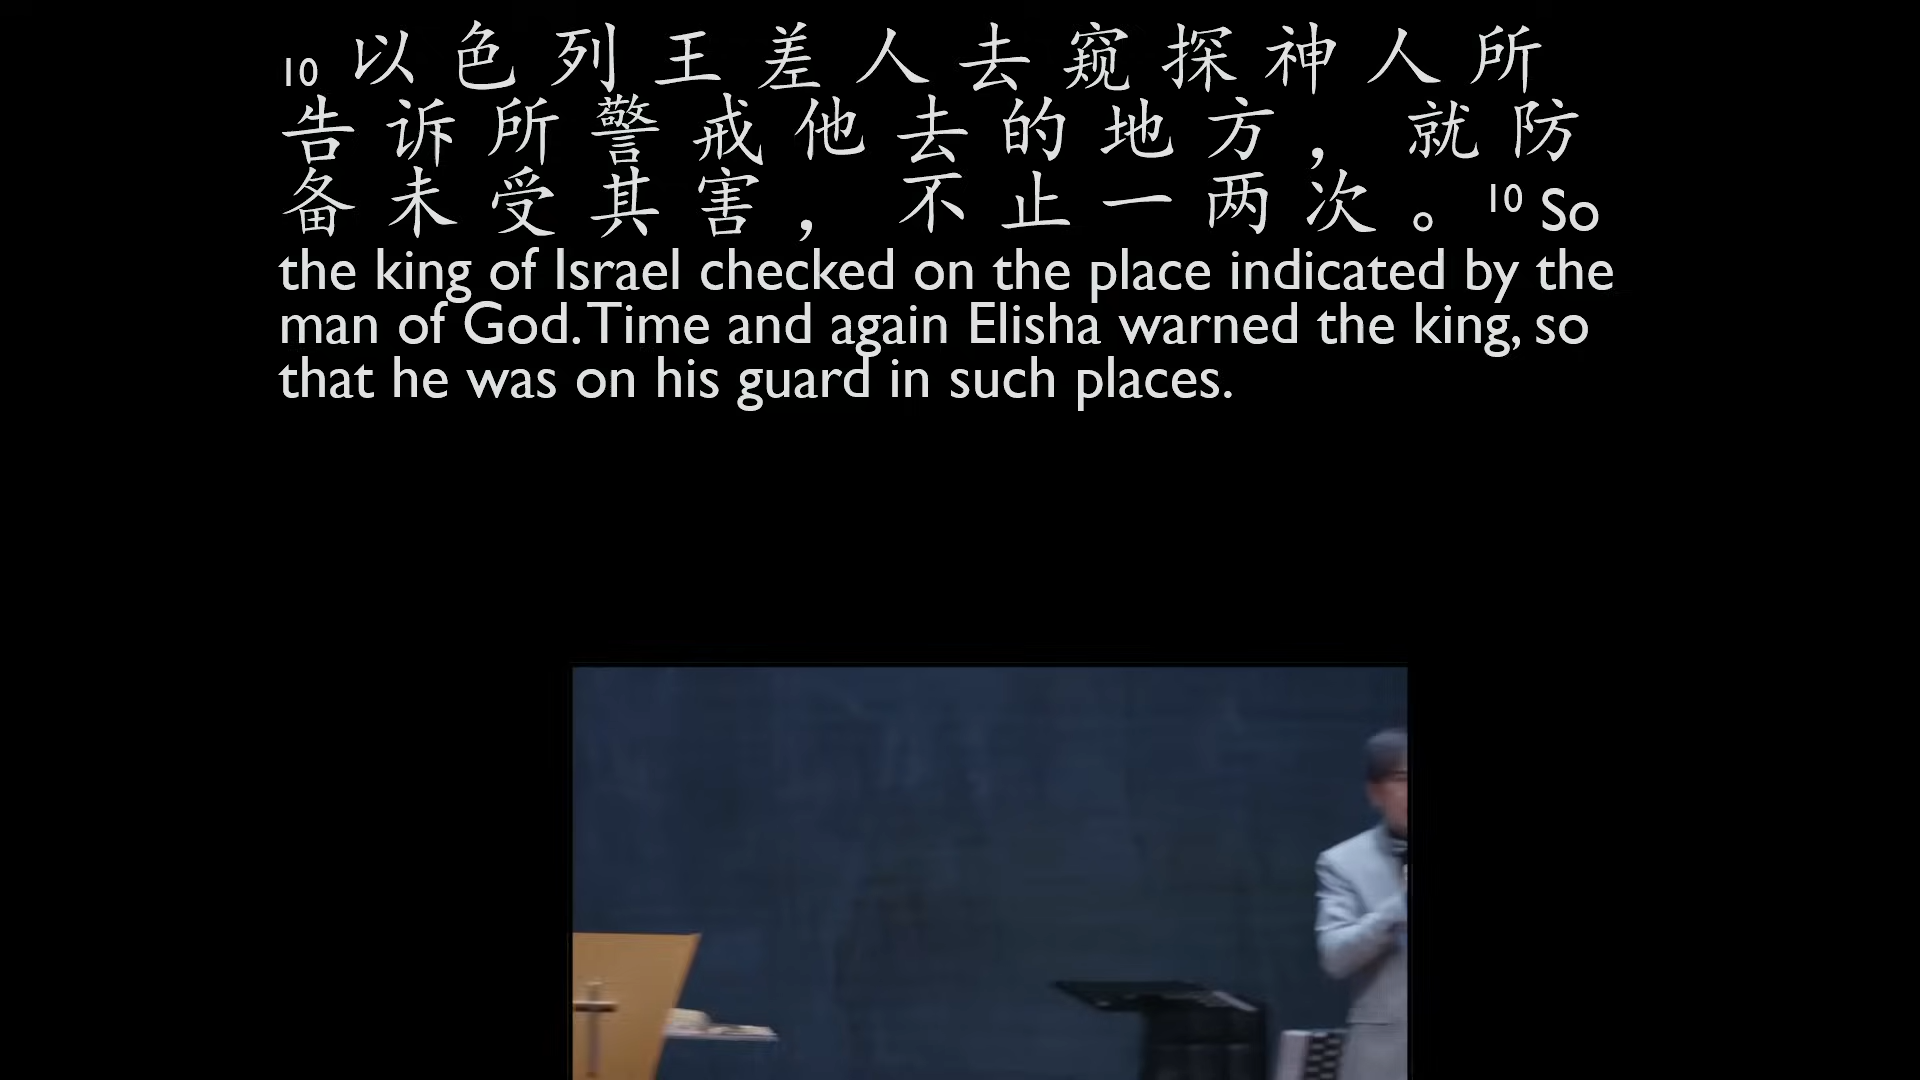 10 以色列王差人去窥探神人所
告诉所警戒他去的地方，就防
备未受其害，不止一两次。10 So
the king of Israel checked on the place indicated by the
man of God. Time and again Elisha warned the king, so
that he was on his guard in such places.